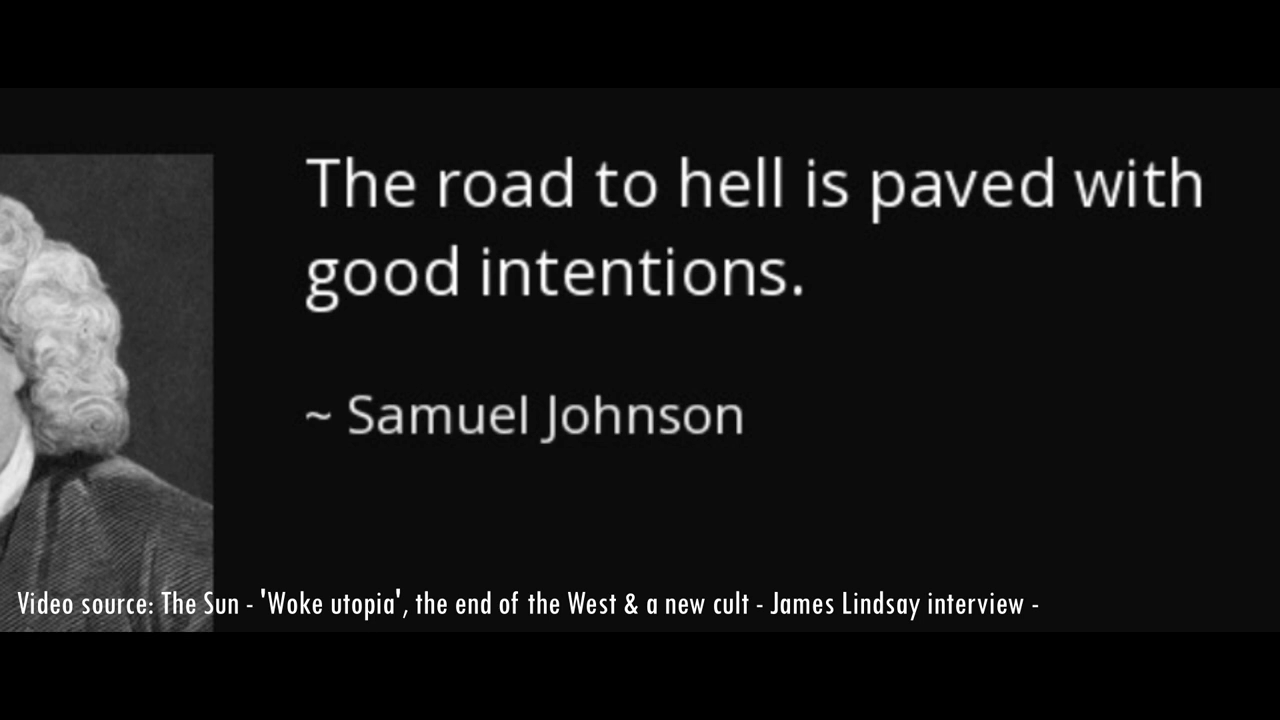 The road to hell is paved with
good intentions.
~ Samuel Johnson
Video source: The Sun - 'Woke utopia', the end of the West & a new cult - James Lindsay interview -